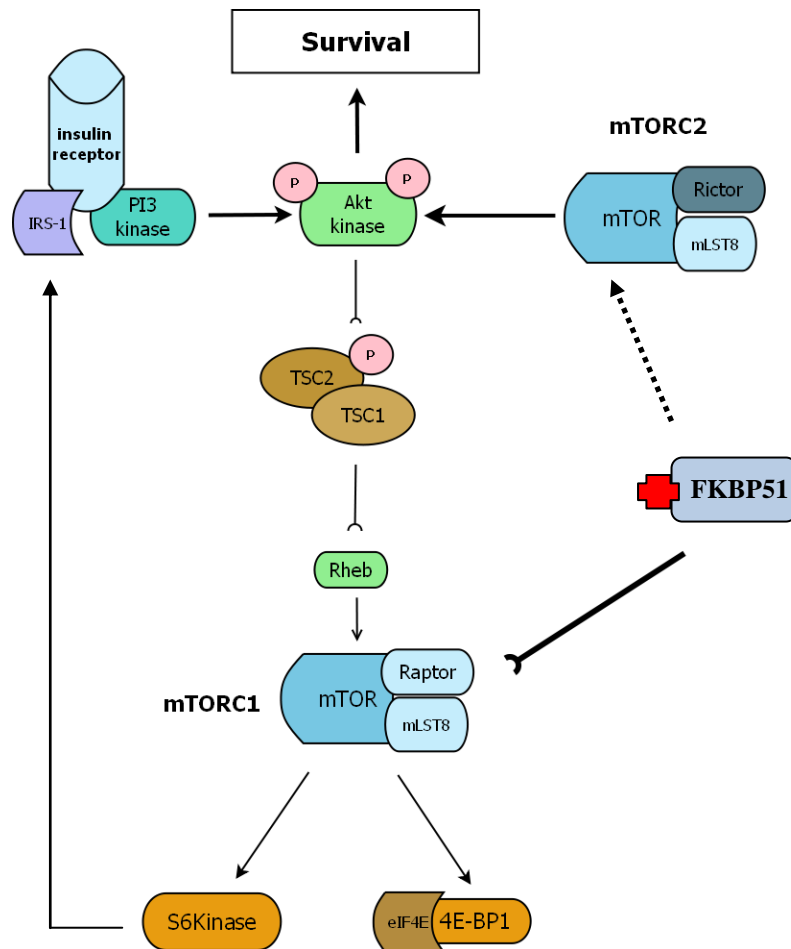 Survival
mTORC2
insulin
receptor
IRS-1
PI3
kinase
P
P
Akt
kinase
mTOR
Rictor
mLST8
P
TSC2
TSC1
FKBP51
Rheb
mTORC1
mTOR
Raptor
mLST8
S6Kinase
eIF4E
4E-BP1